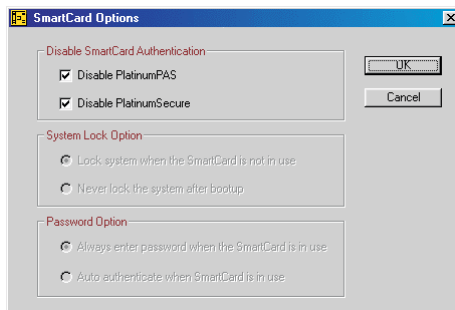 SmartCard Options
Disable SmartCard Authentication
Disable PlatinumPAS
Disable PlatinumSecure
OK
Cancel
System Lock Option
Lock system when the SmartCard is not in use
Never lock the system after bootup
Password Option
Always enter password when the SmartCard is in use
Auto authenticate when SmartCard is in use